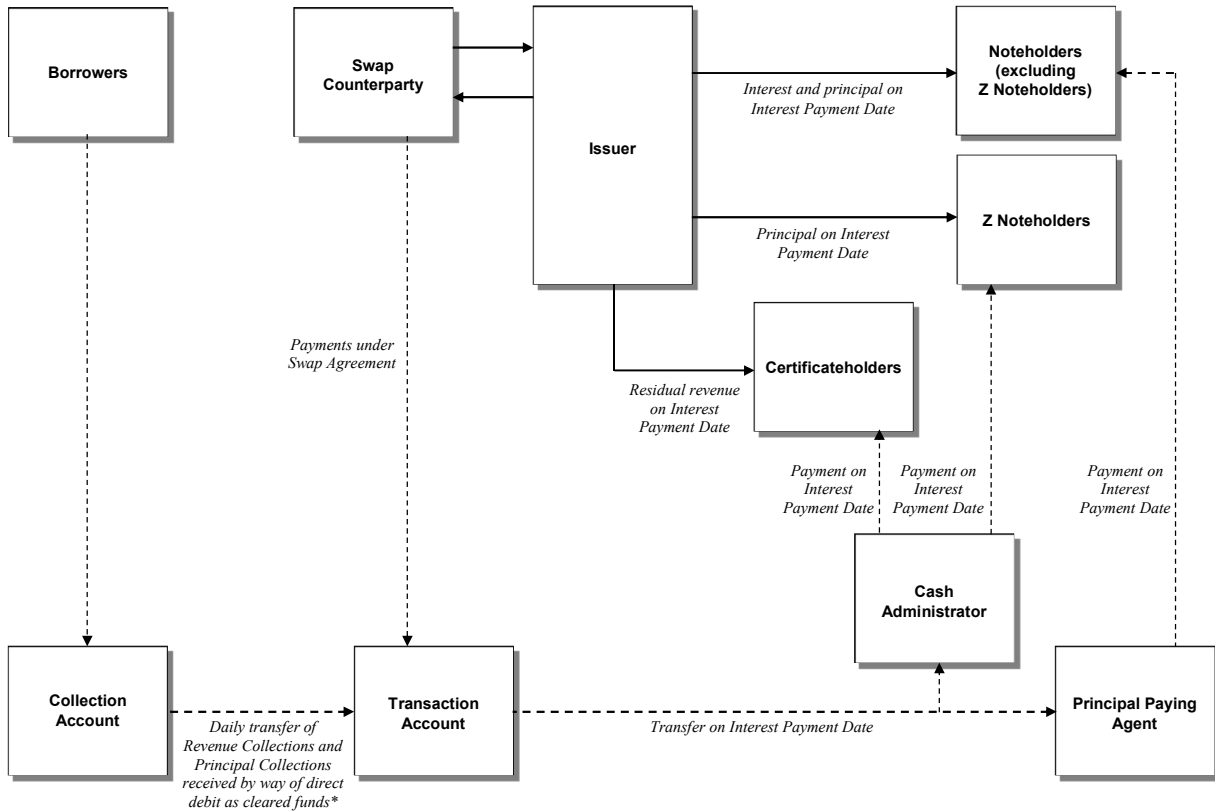 Borrowers
Swap
Counterparty
Issuer
Noteholders
(excluding
Z Noteholders)
Interest and principal on
Interest Payment Date
Z Noteholders
Principal on Interest
Payment Date
Payments under
Swap Agreement
Certificateholders
Residual revenue
on Interest
Payment Date
Payment on
Interest
Payment Date
Payment on
Interest
Payment Date
Payment on
Interest
Payment Date
Cash
Administrator
Collection
Account
Daily transfer of
Revenue Collections and
Principal Collections
received by way of direct
debit as cleared funds*
Transaction
Account
Transfer on Interest Payment Date
Principal Paying
Agent